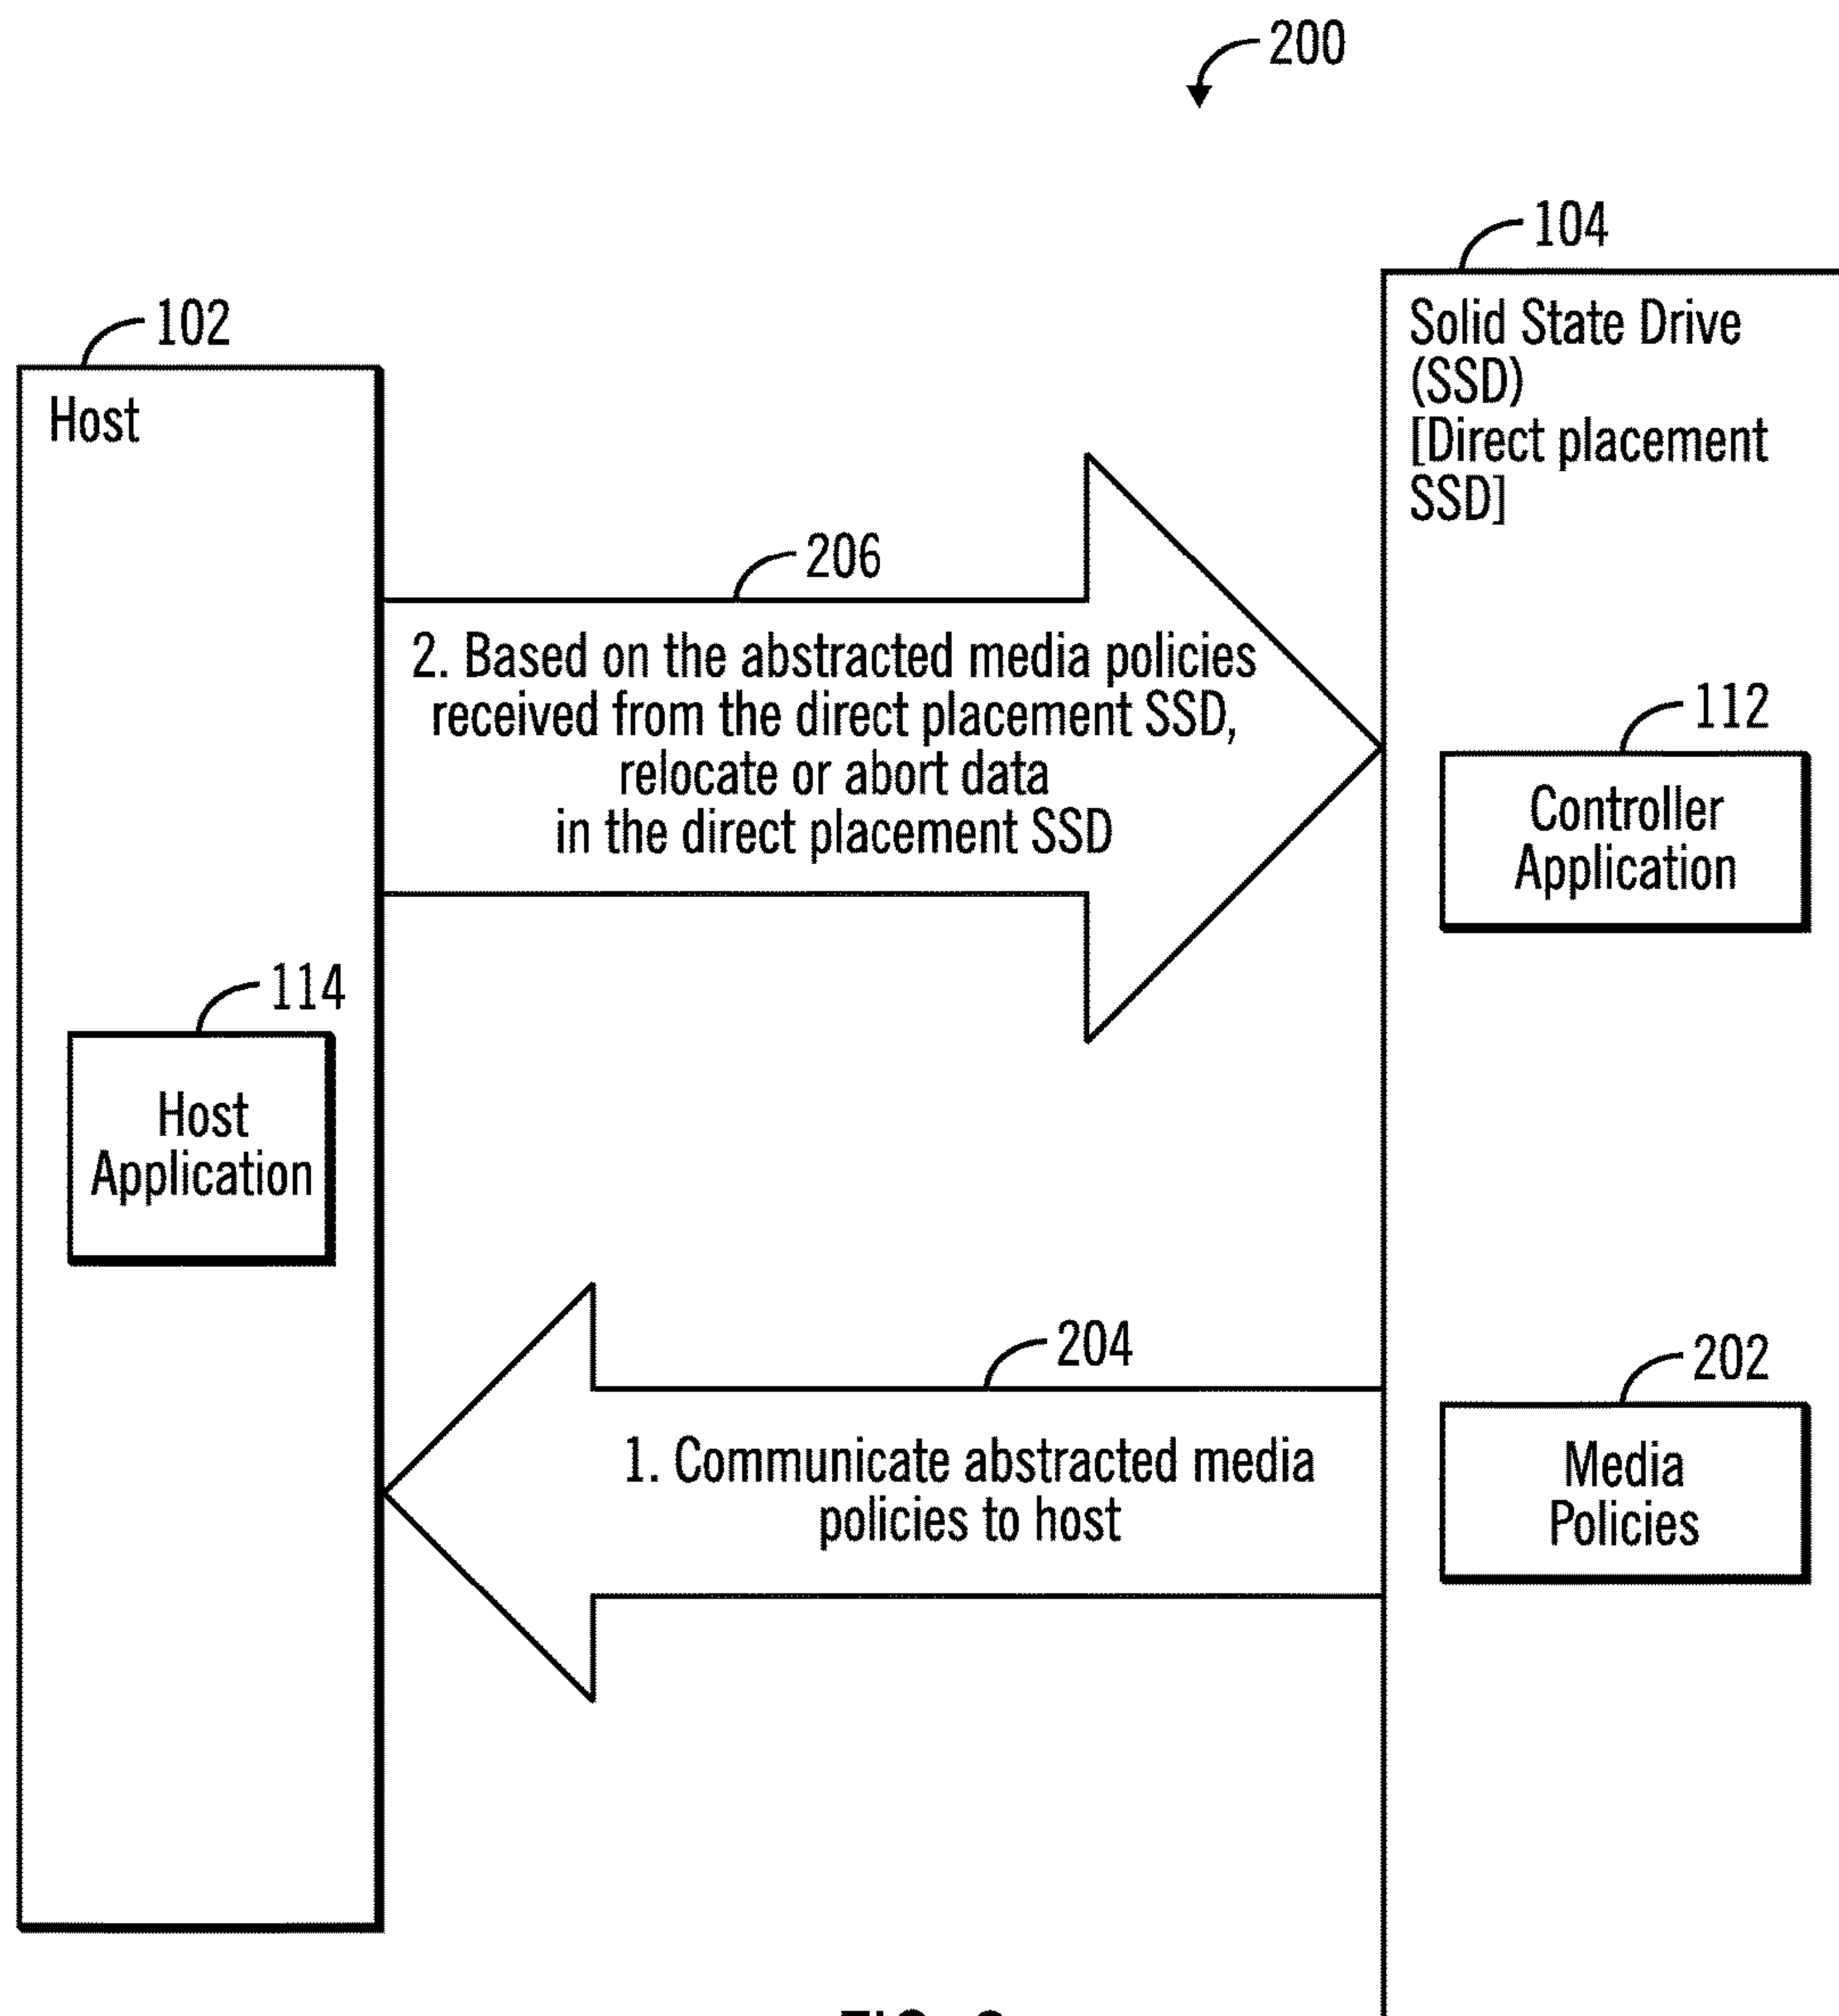 200
104
Solid State Drive
(SSD)
[Direct placement
SSD]
102
Host
206
2. Based on the abstracted media policies
received from the direct placement SSD,
relocate or abort data
in the direct placement SSD
112
Controller
Application
114
Host
Application
204
1. Communicate abstracted media
policies to host
202
Media
Policies